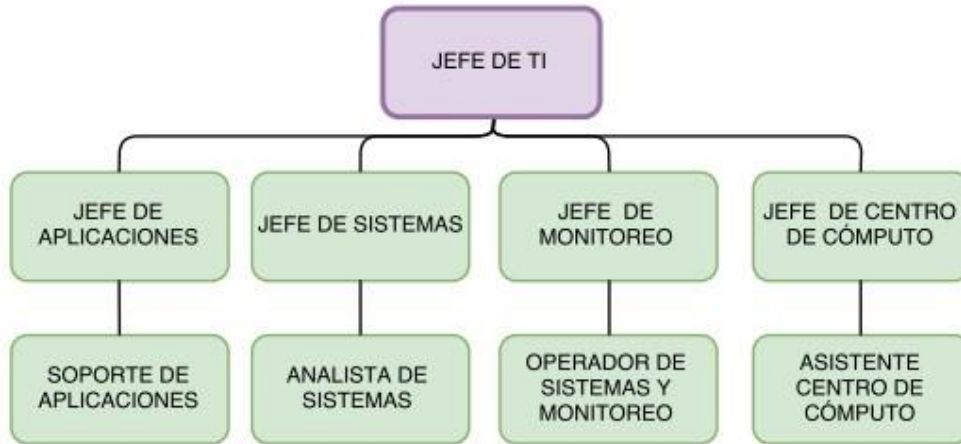 JEFE DE TI
JEFE DE
APLICACIONES
JEFE DE SISTEMAS
JEFE DE
MONITOREO
JEFE DE CENTRO
DE CÓMPUTO
SOPORTE DE
APLICACIONES
ANALISTA DE
SISTEMAS
OPERADOR DE
SISTEMAS Y
MONITOREO
ASISTENTE
CENTRO DE
CÓMPUTO